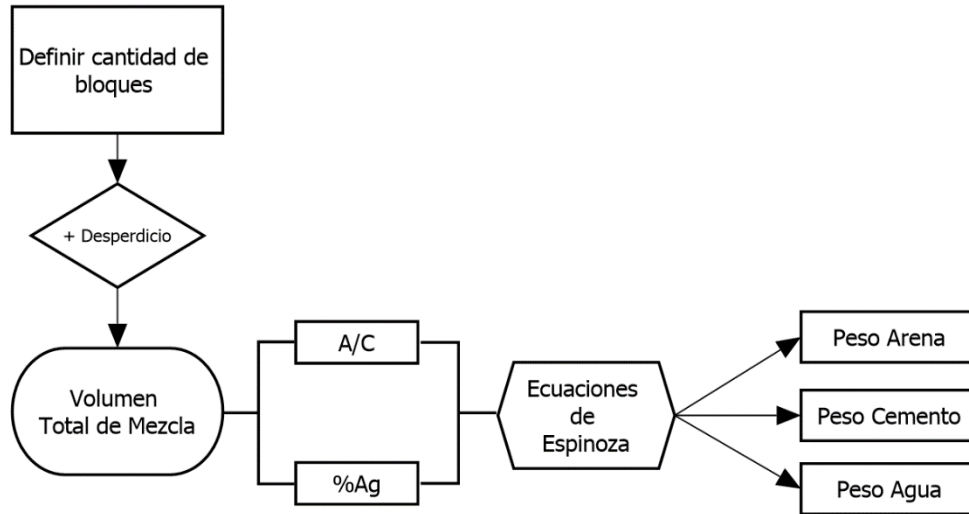 Definir cantidad de
bloques
+ Desperdicio
Volumen
Total de Mezcla
A/C
%Ag
Ecuaciones
de
Espinoza
Peso Arena
Peso Cemento
Peso Agua